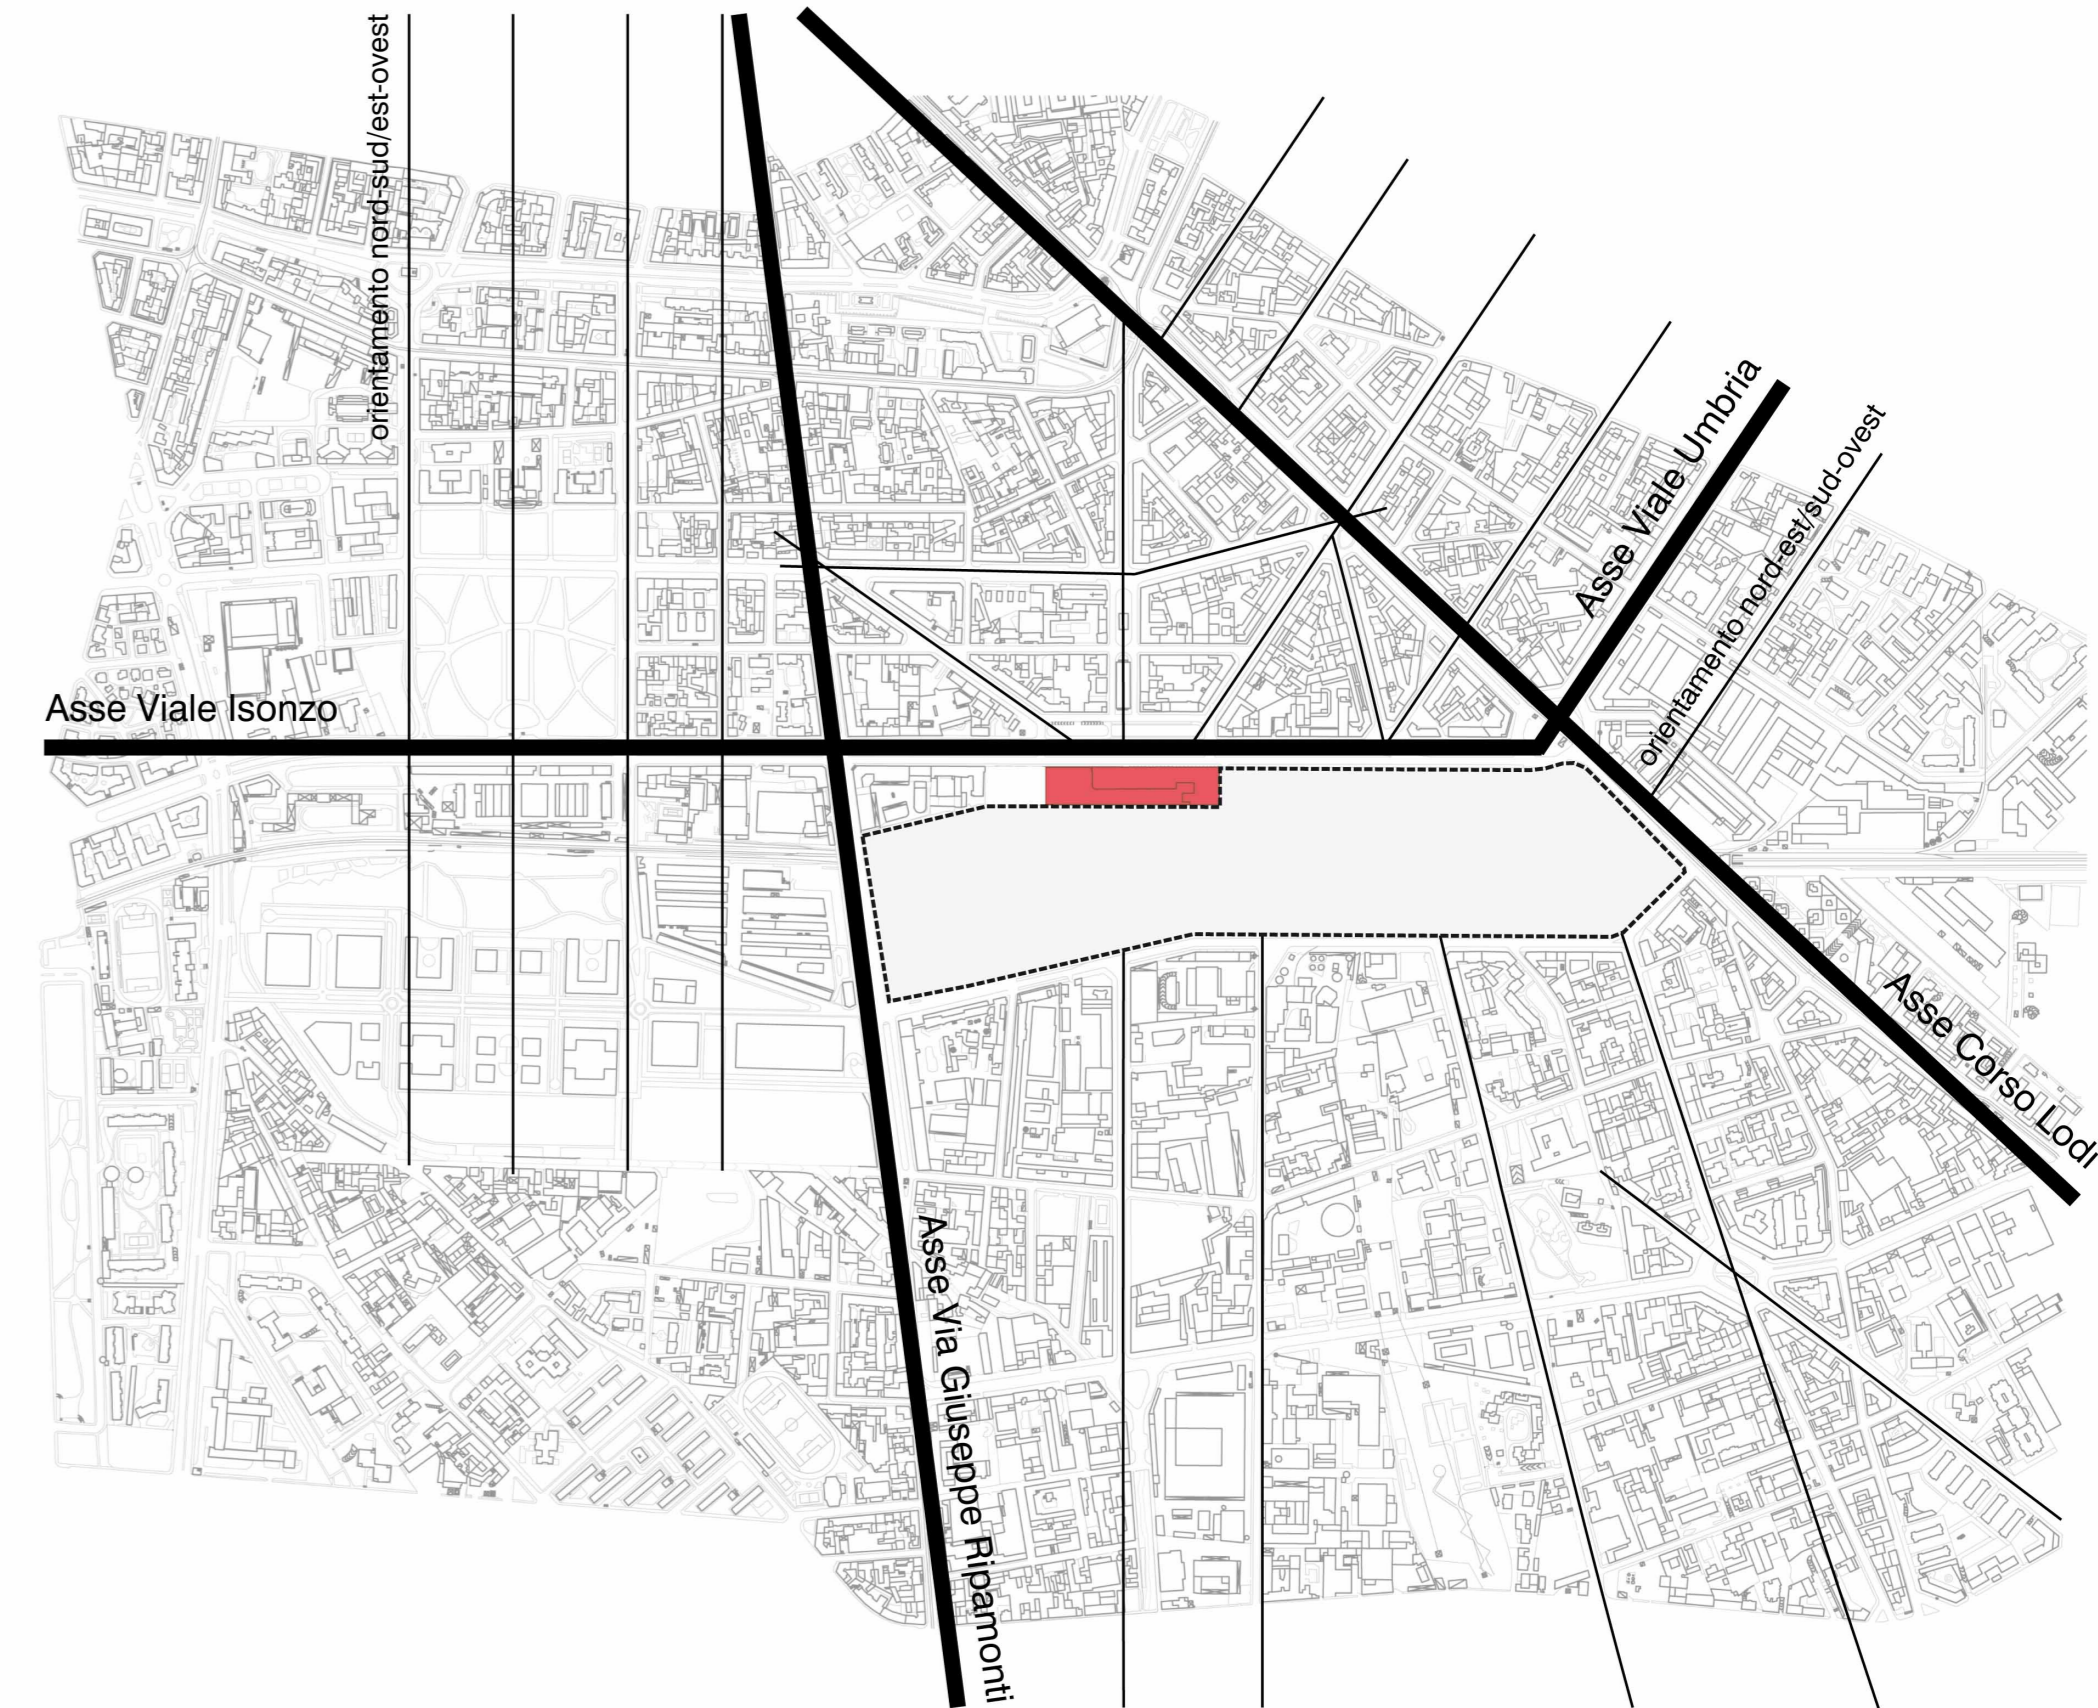 orientamento nord-sud/est-ovest
Asse Viale Umbria
orientamento nord-est/sud-ovest
Asse Viale Isonzo
Asse Corso Lodi
Asse Via Giuseppe Ripamonti